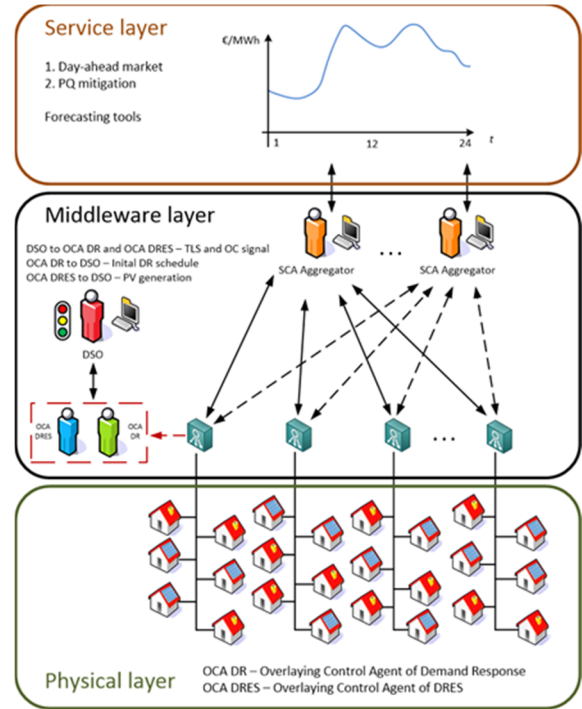 Service layer
€/MWh
1. Day-ahead market
2. PQ mitigation
Forecasting tools
1
12
24
t
Middleware layer
DSO to OCA DR and OCA DRES – TLS and OC signal
OCA DR to DSO – Inital DR schedule
OCA DRES to DSO – PV generation
SCA Aggregator
...
SCA Aggregator
DSO
OCA
DRES
OCA
DR
...
OCA DR – Overlaying Control Agent of Demand Response
OCA DRES – Overlaying Control Agent of DRES
Physical layer